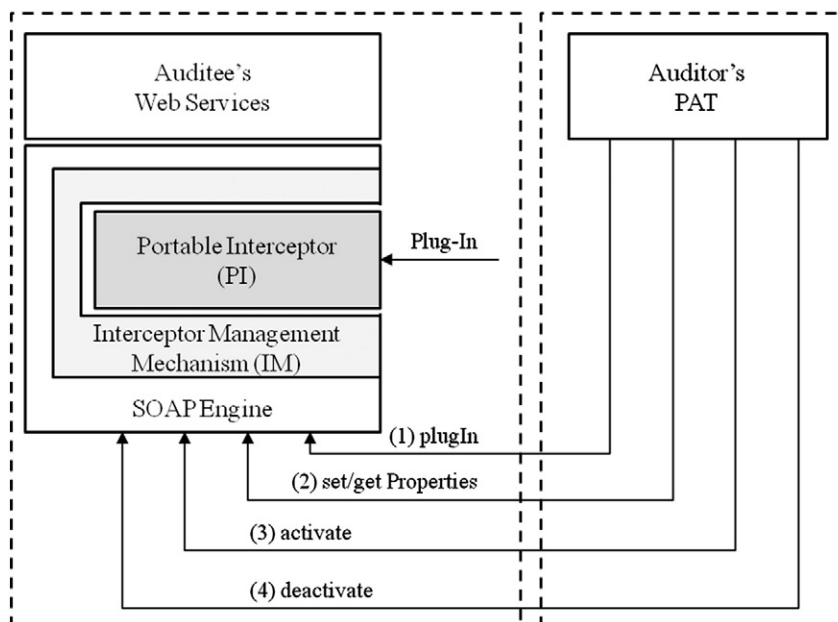 Auditee's
Web Services
Auditor's
PAT
Portable Interceptor
(PI)
Plug-In
Interceptor Management
Mechanism (IM)
SOAP Engine
(1) plugIn
(2) set/get Properties
(3) activate
(4) deactivate